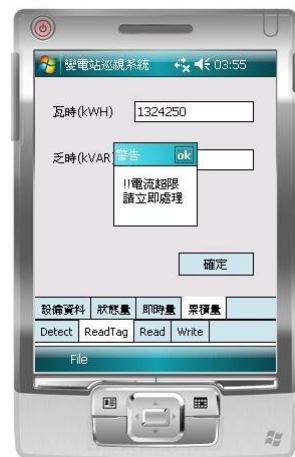 變電站巡視系統 03:55
瓦時(kWH) 1324250
乏時(kVAR
警告 ok
!!電流超限
請立即處理
確定
設備資料 狀態量 即時量 累積量
Detect ReadTag Read Write
File